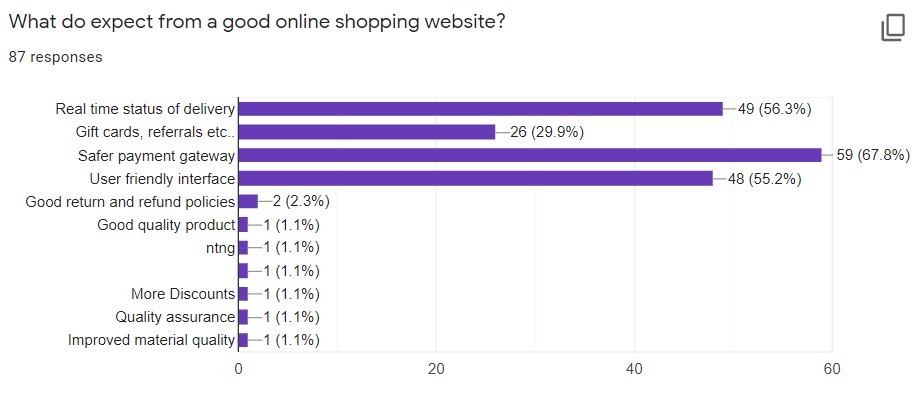 What do expect from a good online shopping website?
87 responses
Real time status of delivery 49 (56.3%)
Gift cards, referrals etc.. 26 (29.9%)
Safer payment gateway 59 (67.8%)
User friendly interface 48 (55.2%)
Good return and refund policies 2 (2.3%)
Good quality product 1 (1.1%)
ntng 1 (1.1%)
1 (1.1%)
More Discounts 1 (1.1%)
Quality assurance 1 (1.1%)
Improved material quality 1 (1.1%)
0 20 40 60